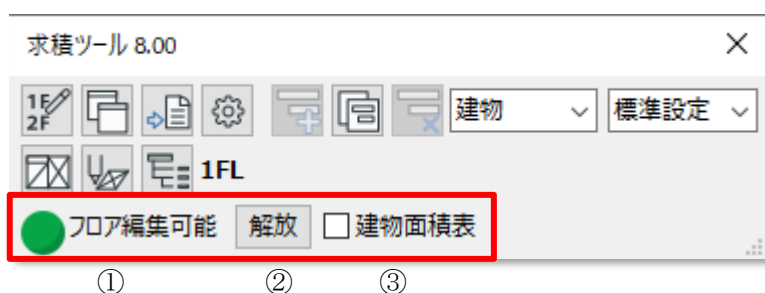 求積ツール 8.00
1F
2F
建物 標準設定
1FL
フロア編集可能 解放 建物面積表
① ② ③